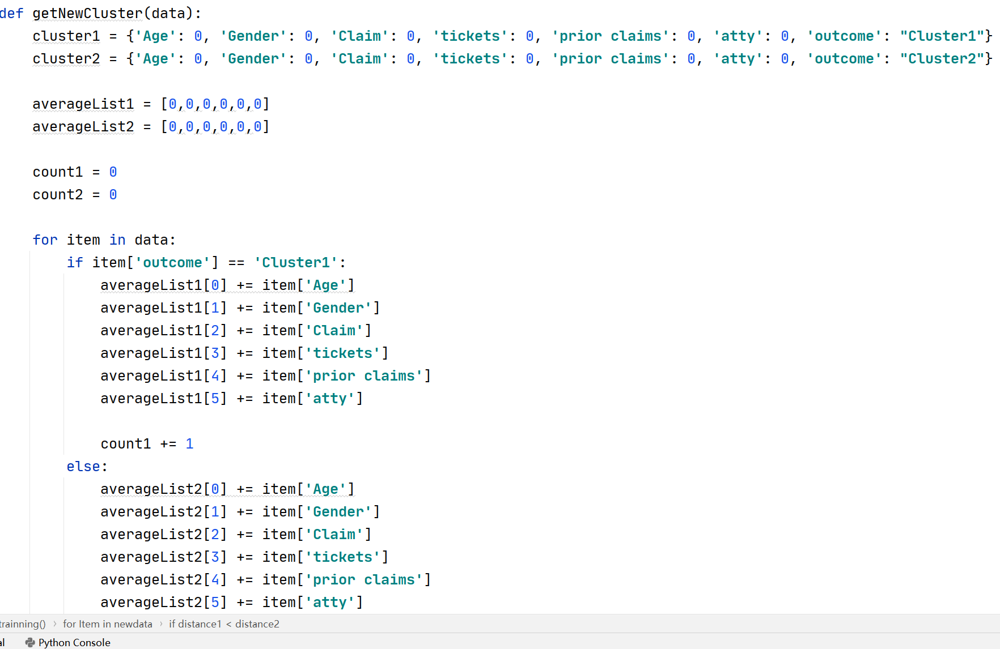 def getNewCluster(data):
    cluster1 = {'Age': 0, 'Gender': 0, 'Claim': 0, 'tickets': 0, 'prior claims': 0, 'atty': 0, 'outcome': "Cluster1"}
    cluster2 = {'Age': 0, 'Gender': 0, 'Claim': 0, 'tickets': 0, 'prior claims': 0, 'atty': 0, 'outcome': "Cluster2"}

    averageList1 = [0,0,0,0,0,0]
    averageList2 = [0,0,0,0,0,0]

    count1 = 0
    count2 = 0

    for item in data:
        if item['outcome'] == 'Cluster1':
            averageList1[0] += item['Age']
            averageList1[1] += item['Gender']
            averageList1[2] += item['Claim']
            averageList1[3] += item['tickets']
            averageList1[4] += item['prior claims']
            averageList1[5] += item['atty']

            count1 += 1
        else:
            averageList2[0] += item['Age']
            averageList2[1] += item['Gender']
            averageList2[2] += item['Claim']
            averageList2[3] += item['tickets']
            averageList2[4] += item['prior claims']
            averageList2[5] += item['atty']
trainning() › for Item in newdata › if distance1 < distance2
al Python Console